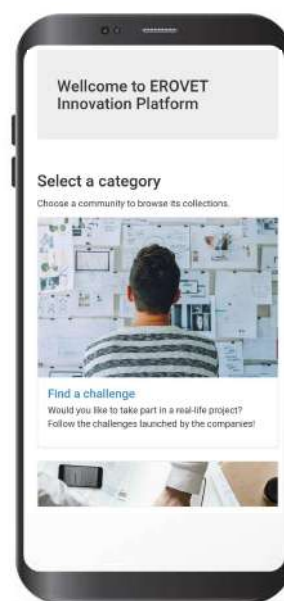 Wellcome to EROVET
Innovation Platform
Select a category
Choose a community to browse its collections.
Find a challenge
Would you like to take part in a real-life project?
Follow the challenges launched by the companies!